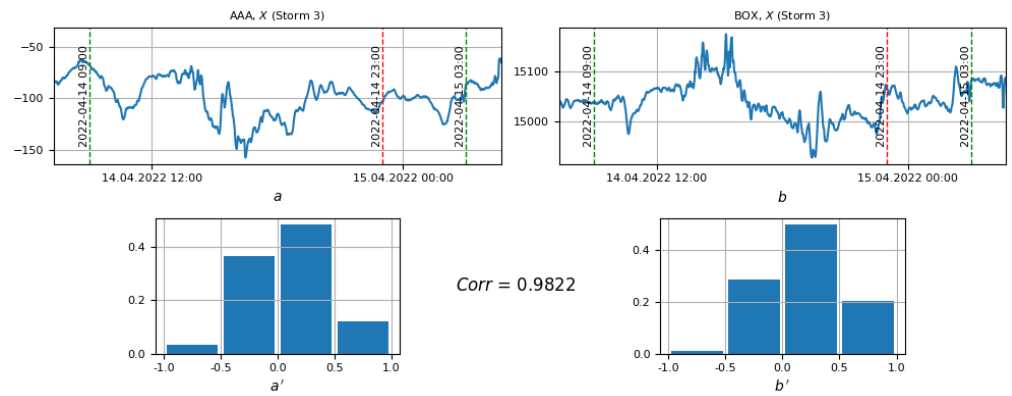 AAA, X (Storm 3)
BOX, X (Storm 3)
−50
−100
−150
2022-04-14 09:00
2022-04-14 23:00
2022-04-15 03:00
14.04.2022 12:00
15.04.2022 00:00
a
15100
15000
2022-04-14 09:00
2022-04-14 23:00
2022-04-15 03:00
14.04.2022 12:00
15.04.2022 00:00
b
0.4
0.2
0.0
-1.0 -0.5 0.0 0.5 1.0
a'
Corr = 0.9822
0.4
0.2
0.0
-1.0 -0.5 0.0 0.5 1.0
b'